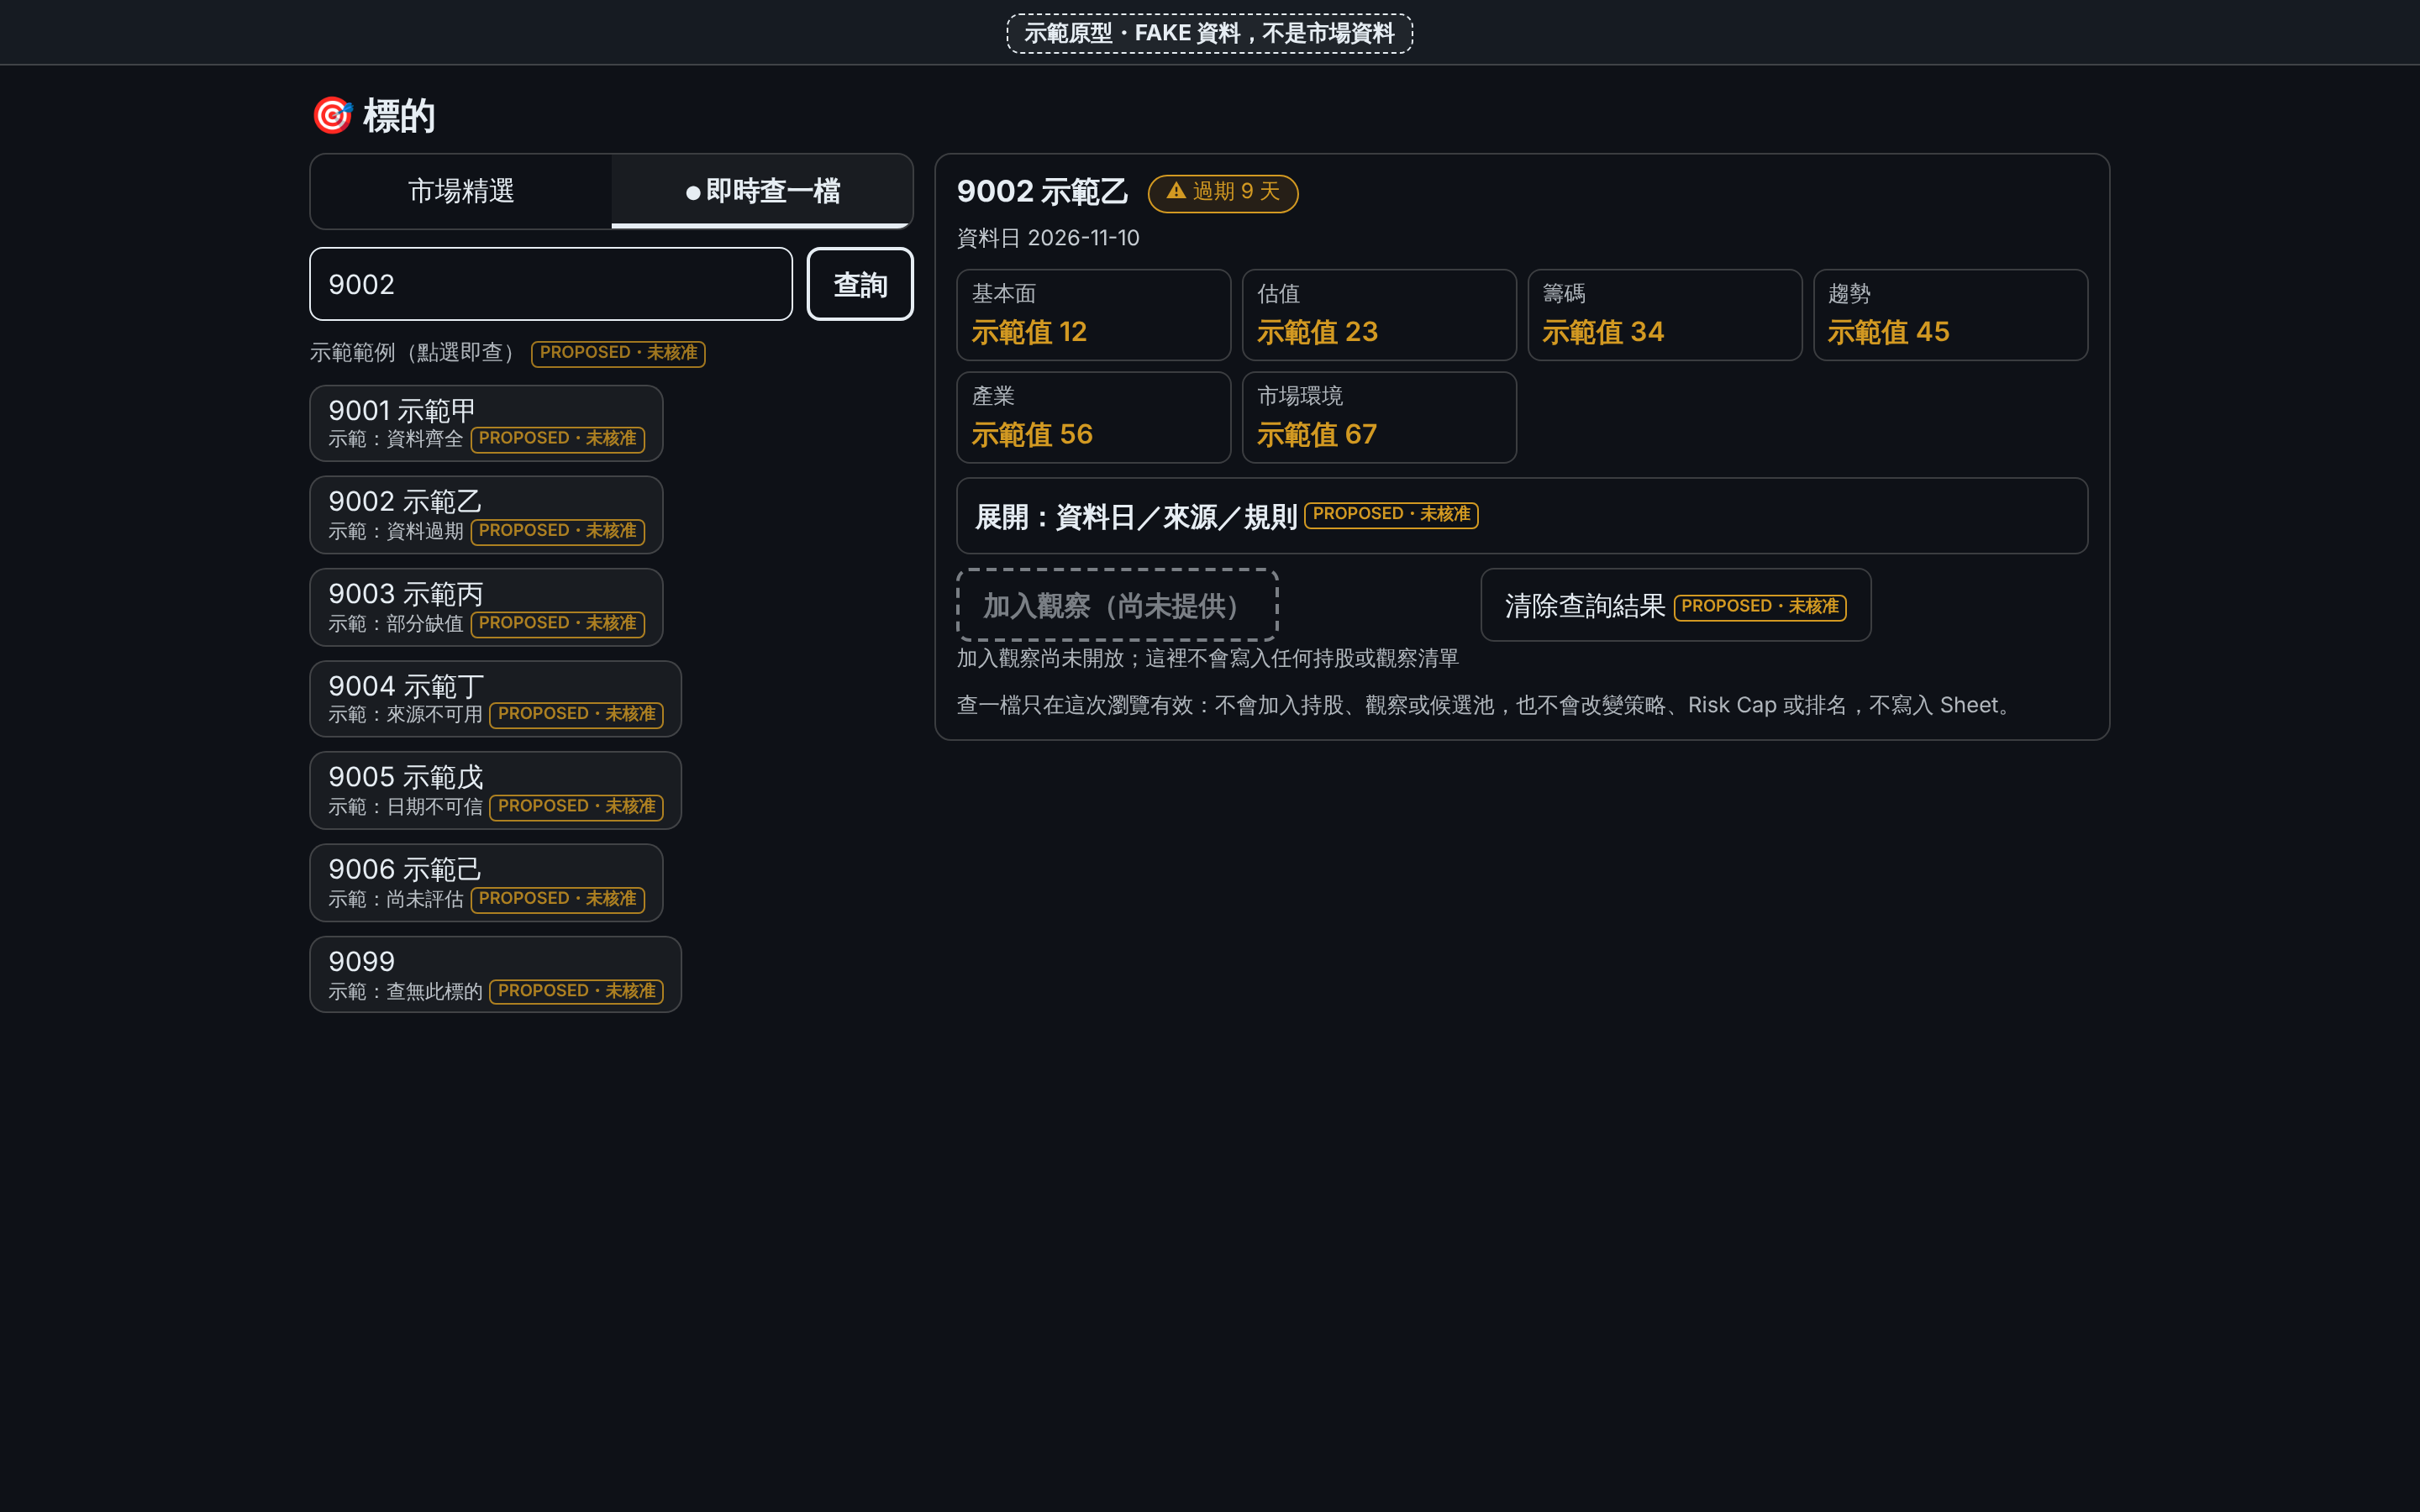 示範原型・FAKE 資料，不是市場資料
🎯 標的
市場精選
●即時查一檔
9002
查詢
示範範例（點選即查） PROPOSED・未核准
9001 示範甲
示範：資料齊全 PROPOSED・未核准
9002 示範乙
示範：資料過期 PROPOSED・未核准
9003 示範丙
示範：部分缺值 PROPOSED・未核准
9004 示範丁
示範：來源不可用 PROPOSED・未核准
9005 示範戊
示範：日期不可信 PROPOSED・未核准
9006 示範己
示範：尚未評估 PROPOSED・未核准
9099
示範：查無此標的 PROPOSED・未核准
9002 示範乙 ⚠ 過期 9 天
資料日 2026-11-10
基本面
示範值 12
估值
示範值 23
籌碼
示範值 34
趨勢
示範值 45
產業
示範值 56
市場環境
示範值 67
展開：資料日／來源／規則 PROPOSED・未核准
加入觀察（尚未提供）
清除查詢結果 PROPOSED・未核准
加入觀察尚未開放；這裡不會寫入任何持股或觀察清單
查一檔只在這次瀏覽有效：不會加入持股、觀察或候選池，也不會改變策略、Risk Cap 或排名，不寫入 Sheet。